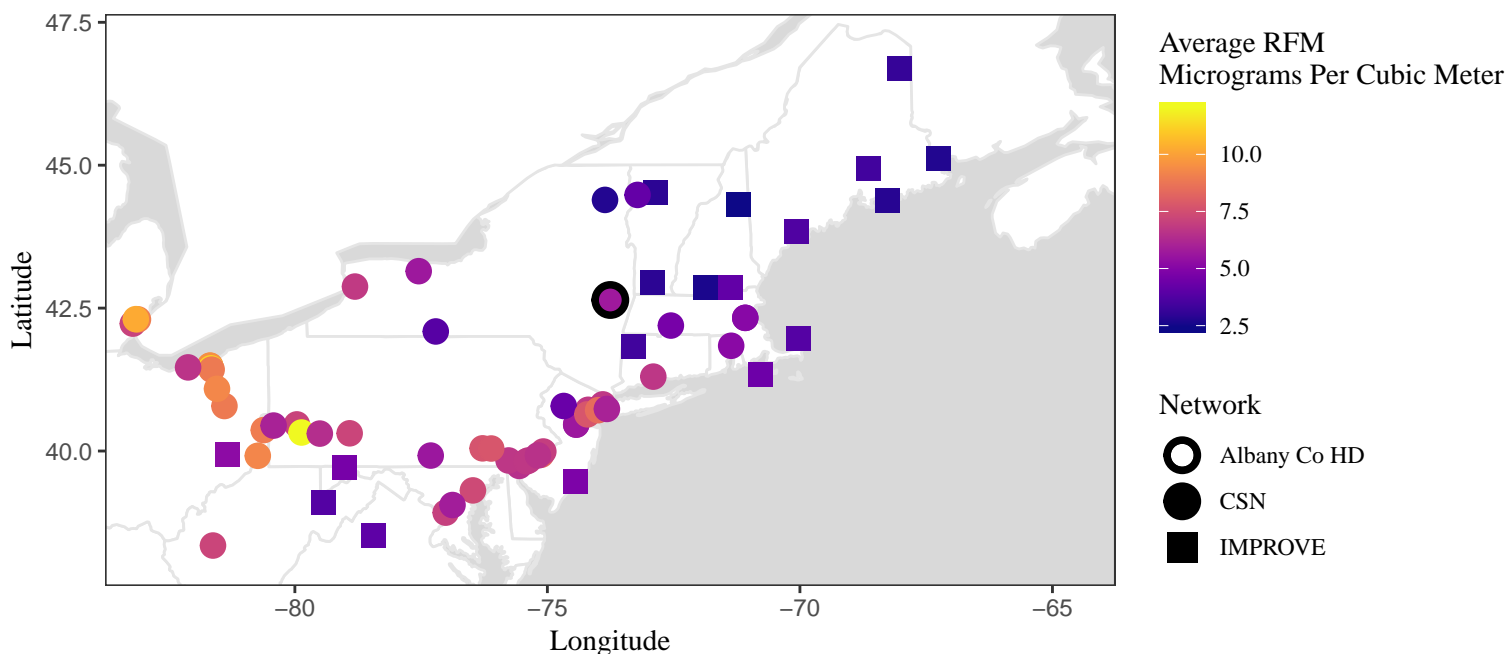 47.5
45.0
42.5
40.0
Latitude
−80
−75
−70
−65
Longitude
Average RFM
Micrograms Per Cubic Meter
10.0
7.5
5.0
2.5
Network
Albany Co HD
CSN
IMPROVE